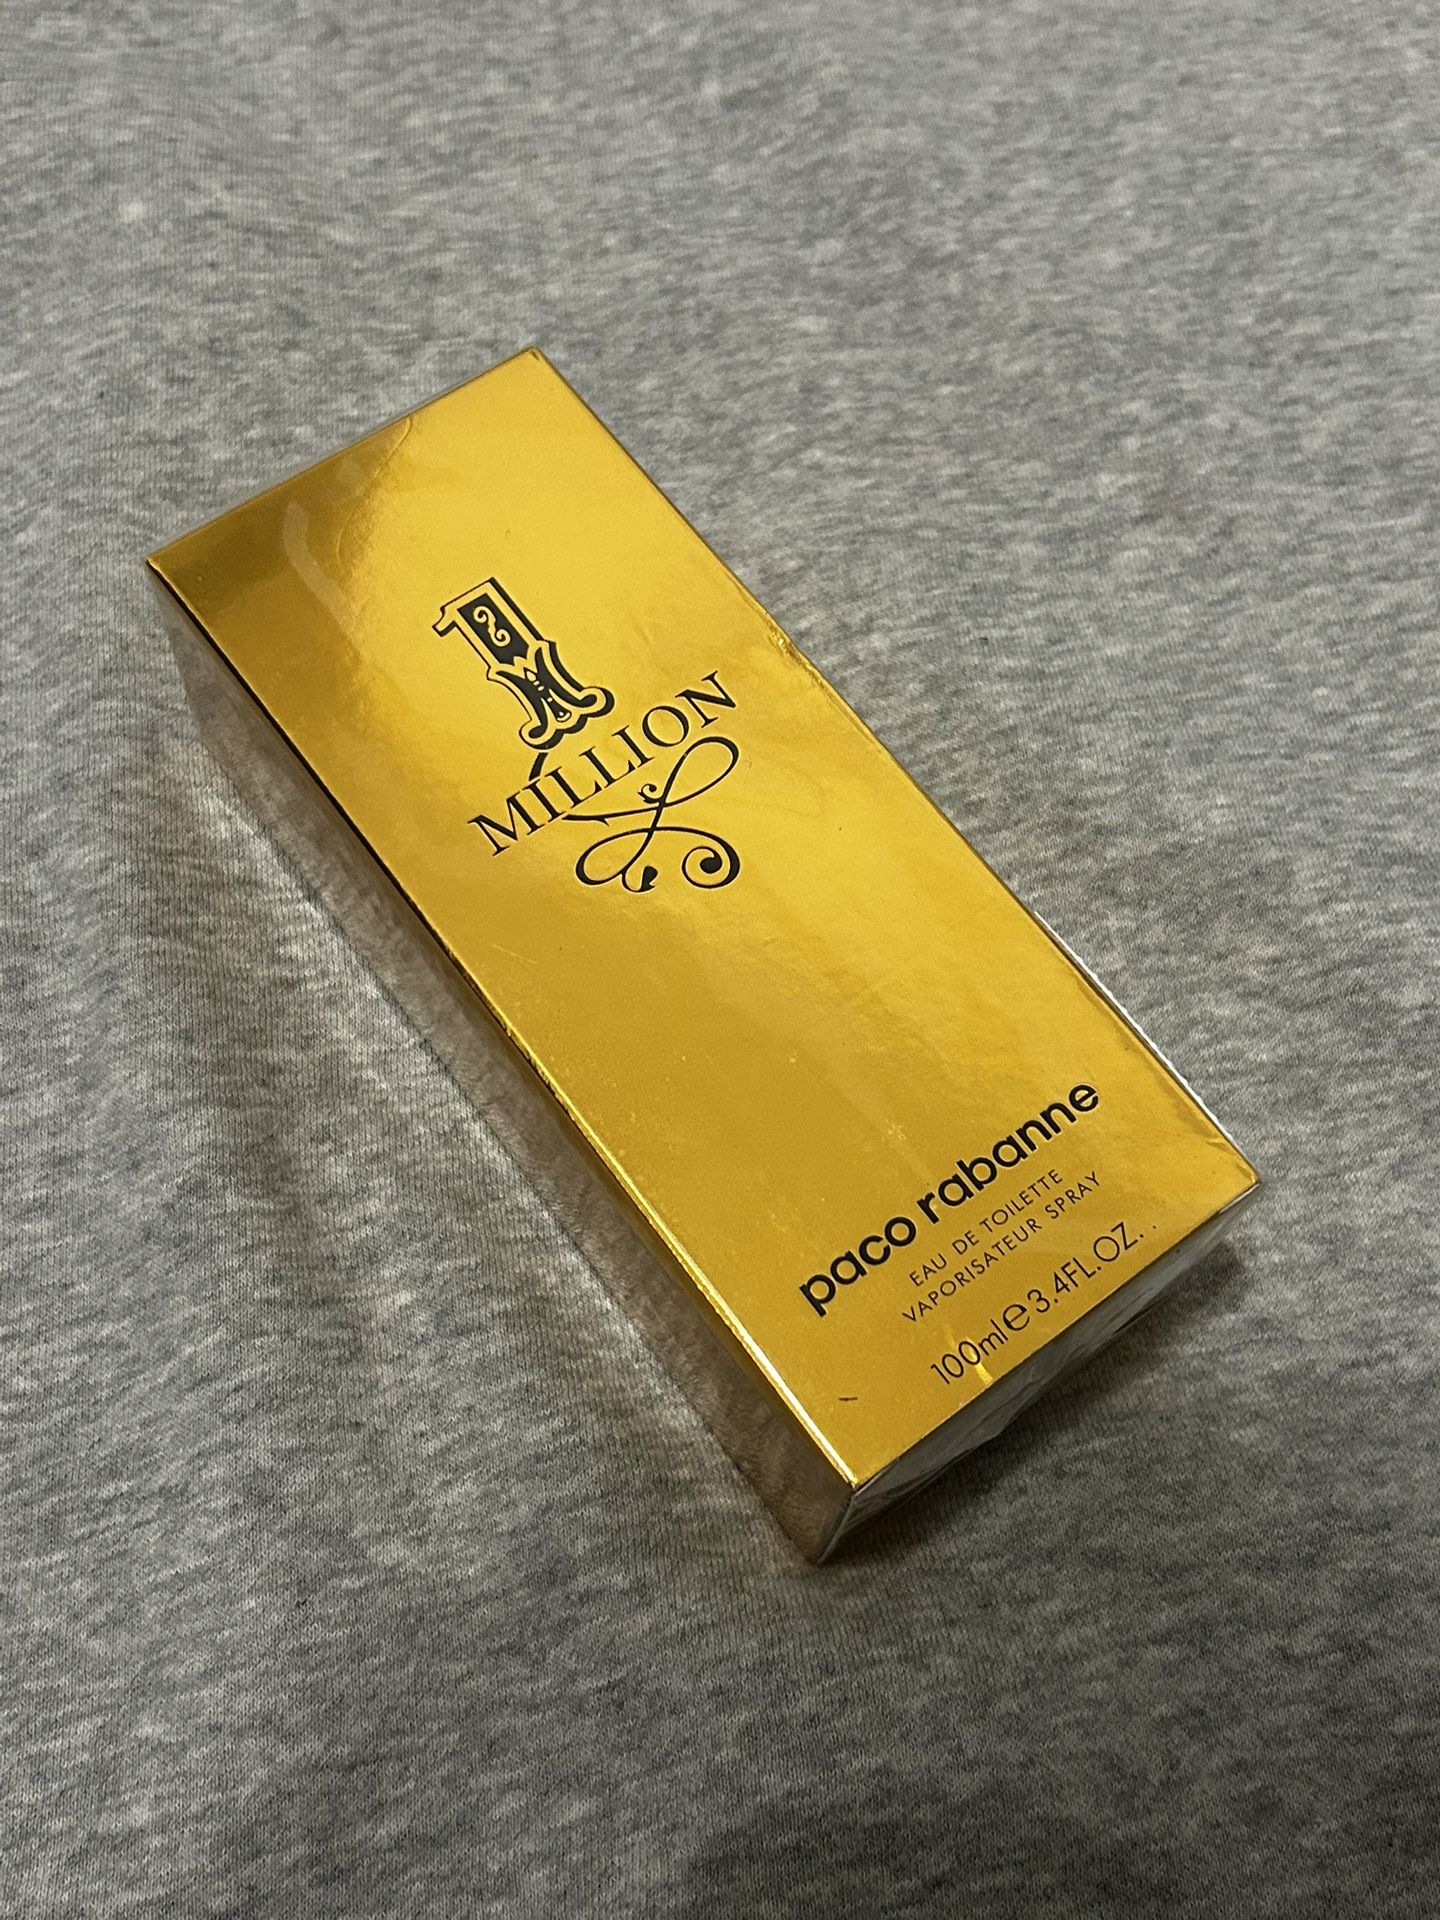 1
MILLION
paco rabanne
EAU DE TOILETTE
VAPORISATEUR SPRAY
100ml℮3.4FL.OZ.